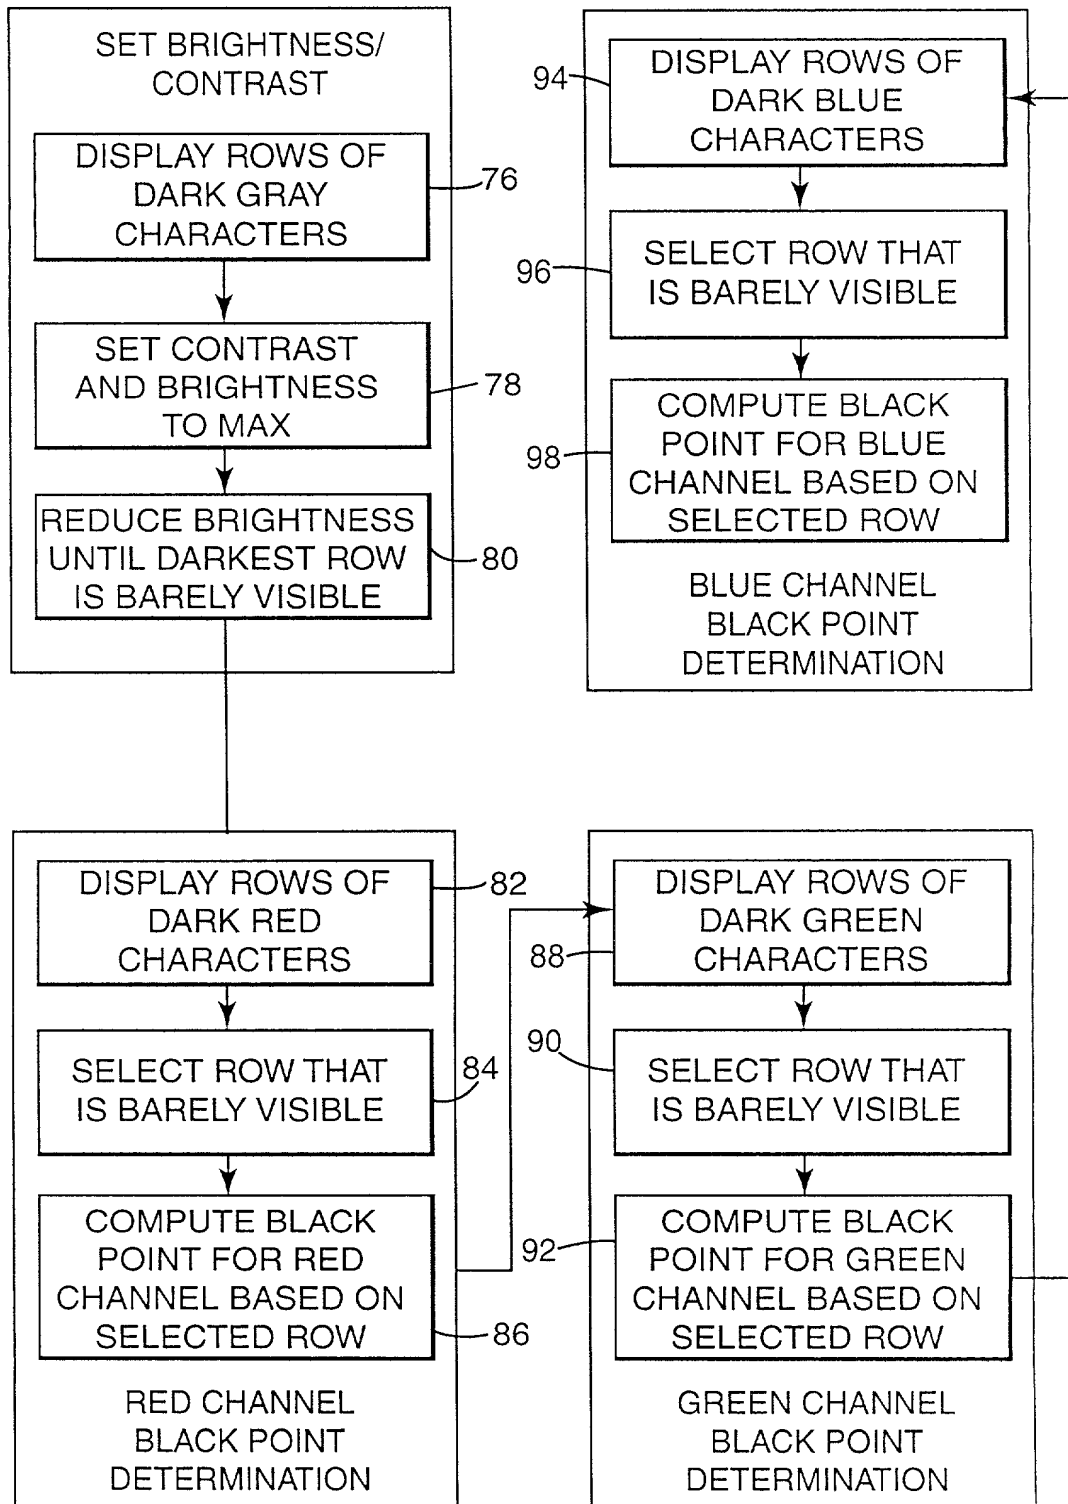 SET BRIGHTNESS/
CONTRAST
DISPLAY ROWS OF
DARK GRAY
CHARACTERS
76
SET CONTRAST
AND BRIGHTNESS
TO MAX
78
REDUCE BRIGHTNESS
UNTIL DARKEST ROW
IS BARELY VISIBLE
80
94
DISPLAY ROWS OF
DARK BLUE
CHARACTERS
96
SELECT ROW THAT
IS BARELY VISIBLE
98
COMPUTE BLACK
POINT FOR BLUE
CHANNEL BASED ON
SELECTED ROW
BLUE CHANNEL
BLACK POINT
DETERMINATION
DISPLAY ROWS OF
DARK RED
CHARACTERS
82
SELECT ROW THAT
IS BARELY VISIBLE
84
COMPUTE BLACK
POINT FOR RED
CHANNEL BASED ON
SELECTED ROW
86
RED CHANNEL
BLACK POINT
DETERMINATION
DISPLAY ROWS OF
DARK GREEN
CHARACTERS
88
90
SELECT ROW THAT
IS BARELY VISIBLE
92
COMPUTE BLACK
POINT FOR GREEN
CHANNEL BASED ON
SELECTED ROW
GREEN CHANNEL
BLACK POINT
DETERMINATION